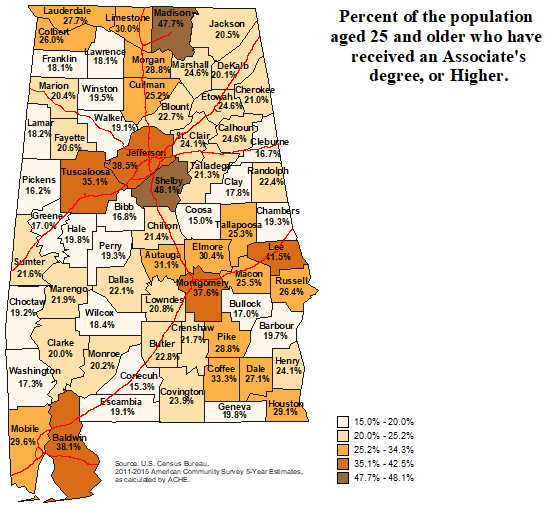 Percent of the population
aged 25 and older who have
received an Associate's
degree, or Higher.
Lauderdale
27.7%
Limestone
30.0%
Madison
47.7%
Jackson
20.5%
Colbert
26.0%
Franklin
18.1%
Lawrence
18.1%
Morgan
28.8%
Marshall
24.6%
DeKalb
20.1%
Marion
20.4%
Winston
19.5%
Cullman
25.2%
Blount
22.7%
Etowah
24.6%
Cherokee
21.0%
Lamar
18.2%
Fayette
20.6%
Walker
19.1%
Jefferson
38.5%
St. Clair
24.1%
Calhoun
24.6%
Cleburne
16.7%
Pickens
16.2%
Tuscaloosa
35.1%
Shelby
48.1%
Talladega
21.3%
Clay
17.8%
Randolph
22.4%
Greene
17.0%
Hale
19.8%
Bibb
16.8%
Chilton
21.4%
Coosa
15.0%
Tallapoosa
25.3%
Chambers
19.3%
Sumter
21.6%
Perry
19.3%
Autauga
31.1%
Elmore
30.4%
Lee
41.5%
Marengo
21.9%
Dallas
22.1%
Montgomery
37.6%
Macon
25.5%
Russell
26.4%
Choctaw
19.2%
Wilcox
18.4%
Lowndes
20.8%
Bullock
17.0%
Clarke
20.0%
Monroe
20.2%
Butler
22.8%
Crenshaw
21.7%
Pike
28.8%
Barbour
19.7%
Washington
17.3%
Conecuh
15.3%
Covington
23.9%
Coffee
33.3%
Dale
27.1%
Henry
24.1%
Escambia
19.1%
Geneva
19.8%
Houston
29.1%
Mobile
29.6%
Baldwin
38.1%
15.0% - 20.0%
20.0% - 25.2%
25.2% - 34.3%
35.1% - 42.5%
47.7% - 48.1%
Source: U.S. Census Bureau,
2011-2015 American Community Survey 5-Year Estimates,
as calculated by ACHE.